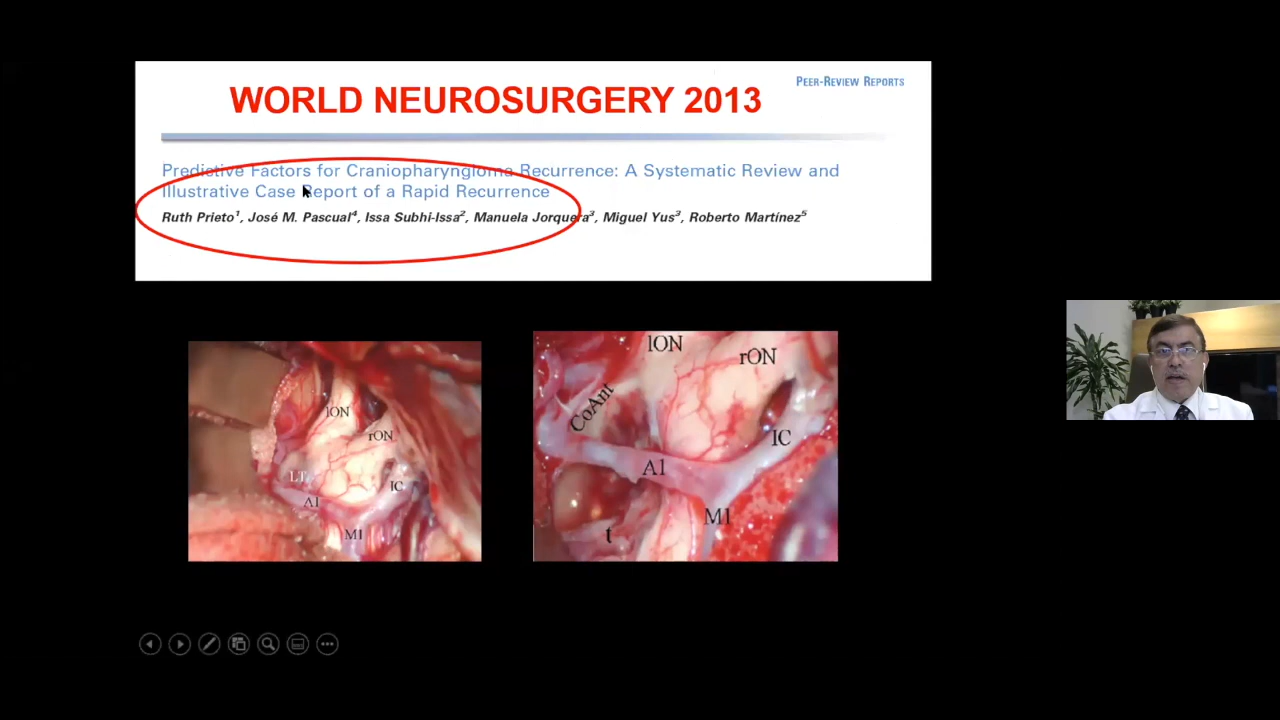 PEER-REVIEW REPORTS
WORLD NEUROSURGERY 2013
Predictive Factors for Craniopharyngioma Recurrence: A Systematic Review and
Illustrative Case Report of a Rapid Recurrence
Ruth Prieto1, José M. Pascual4, Issa Subhi-Issa2, Manuela Jorquera3, Miguel Yus3, Roberto Martínez5
lON
rON
LT
IC
A1
M1
lON
rON
CoAnt
IC
A1
M1
t